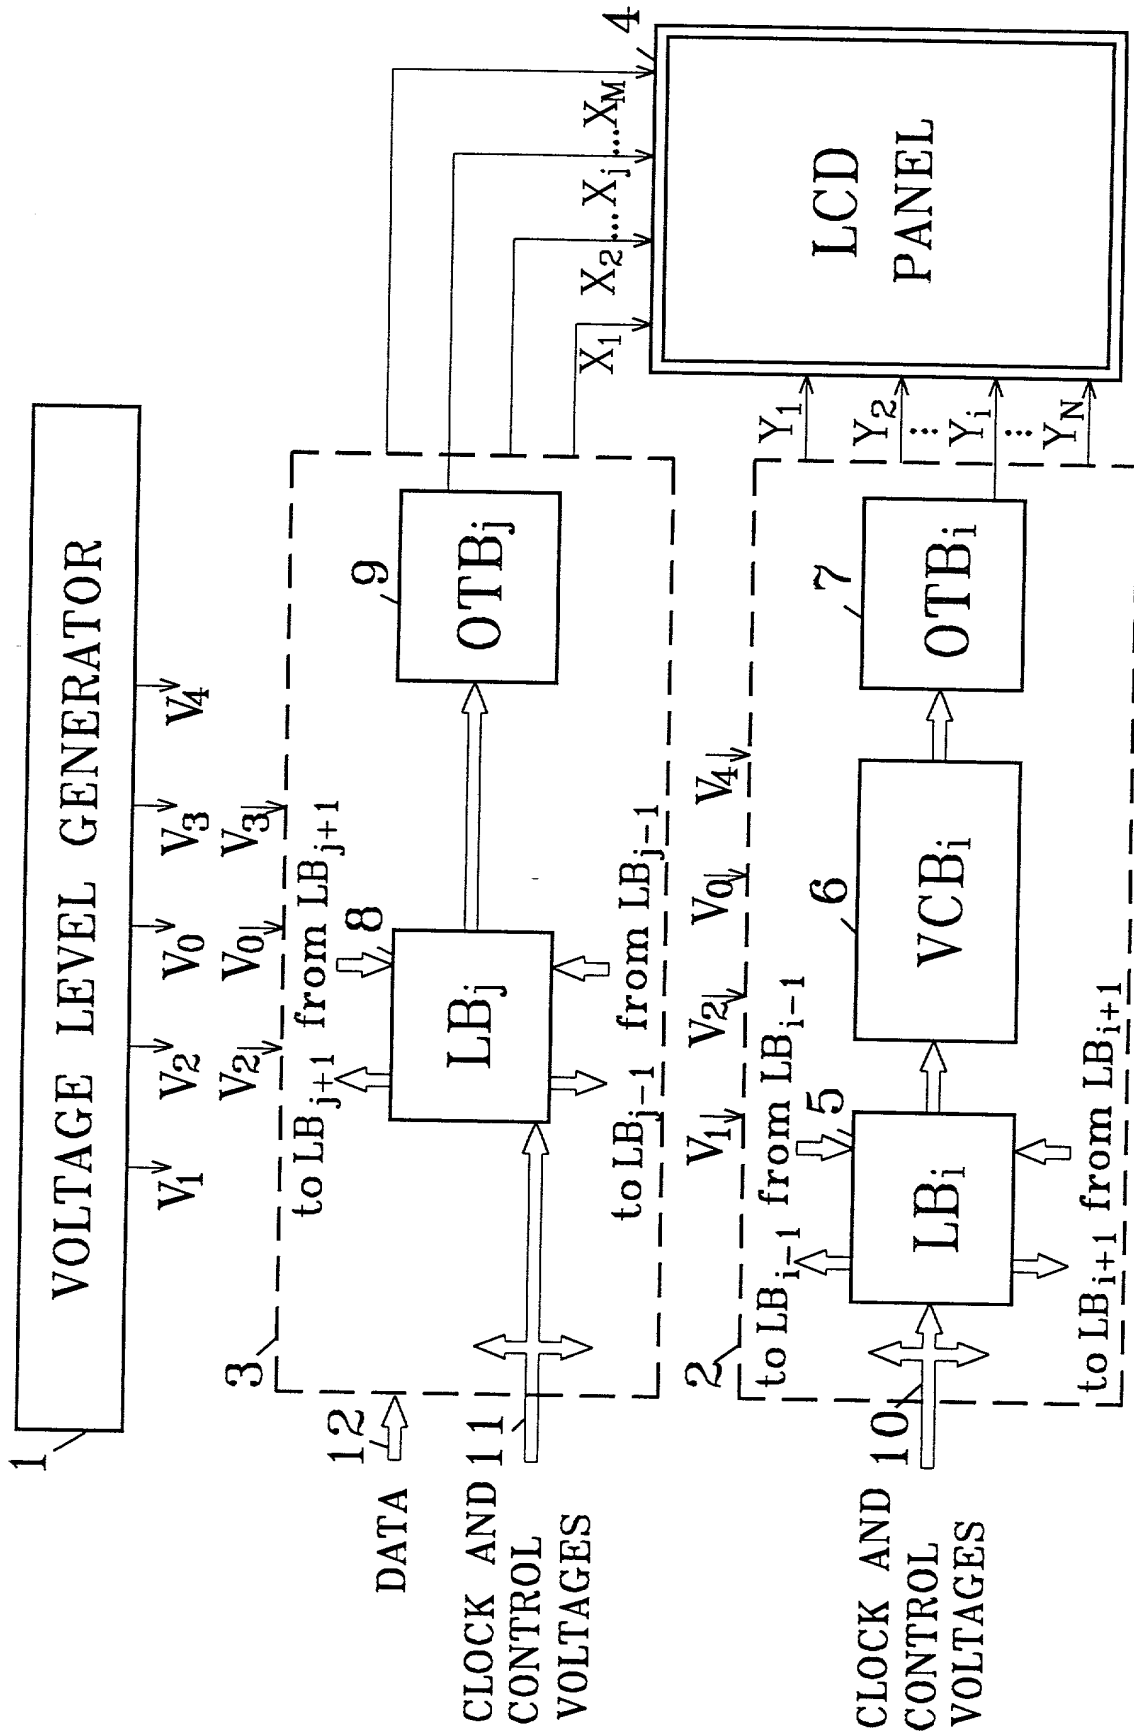 1
VOLTAGE LEVEL GENERATOR
V1 V2 V0 V3 V4
V2 V0 V3
3
to LBj+1 from LBj+1
12
DATA
8
9
LBj
OTBj
11
CLOCK AND
CONTROL
VOLTAGES
to LBj−1 from LBj−1
X1 X2 ... Xj ... XM
4
LCD
PANEL
V1 V2 V0 V4
2
to LBi−1 from LBi−1
5
6
7
10
CLOCK AND
CONTROL
VOLTAGES
LBi
VCBi
OTBi
to LBi+1 from LBi+1
Y1
Y2
...
Yi
...
YN